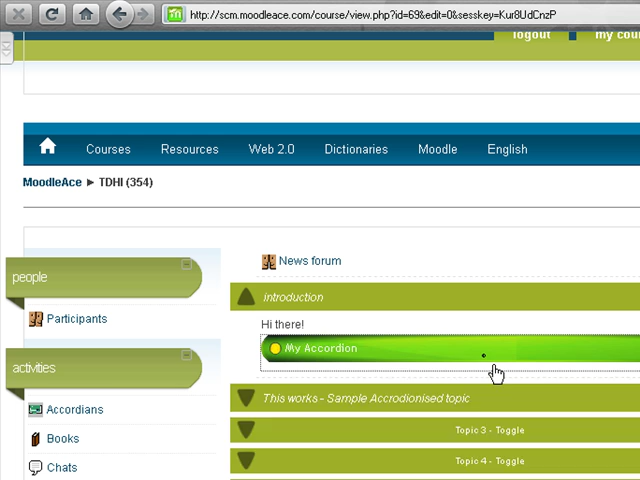 http://scm.moodleace.com/course/view.php?id=69&edit=0&sesskey=Kur8UdCnzP
logout
my cou
Courses Resources Web 2.0 Dictionaries Moodle English
MoodleAce ► TDHI (354)
people
Participants
activities
Accordians
Books
Chats
News forum
introduction
Hi there!
My Accordion
This works - Sample Accrodionised topic
Topic 3 - Toggle
Topic 4 - Toggle